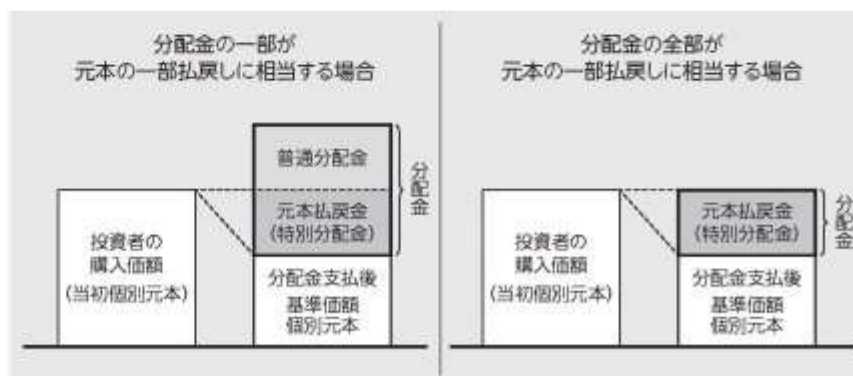 分配金の一部が
元本の一部払戻しに相当する場合
普通分配金
元本払戻金
(特別分配金)
分配金
投資者の
購入価額
(当初個別元本)
分配金支払後
基準価額
個別元本
分配金の全部が
元本の一部払戻しに相当する場合
元本払戻金
(特別分配金)
分配金
投資者の
購入価額
(当初個別元本)
分配金支払後
基準価額
個別元本